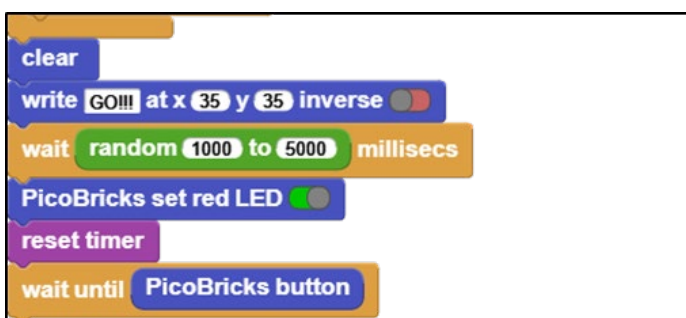 clear
write GO!!! at x 35 y 35 inverse
wait random 1000 to 5000 millisecs
PicoBricks set red LED
reset timer
wait until PicoBricks button